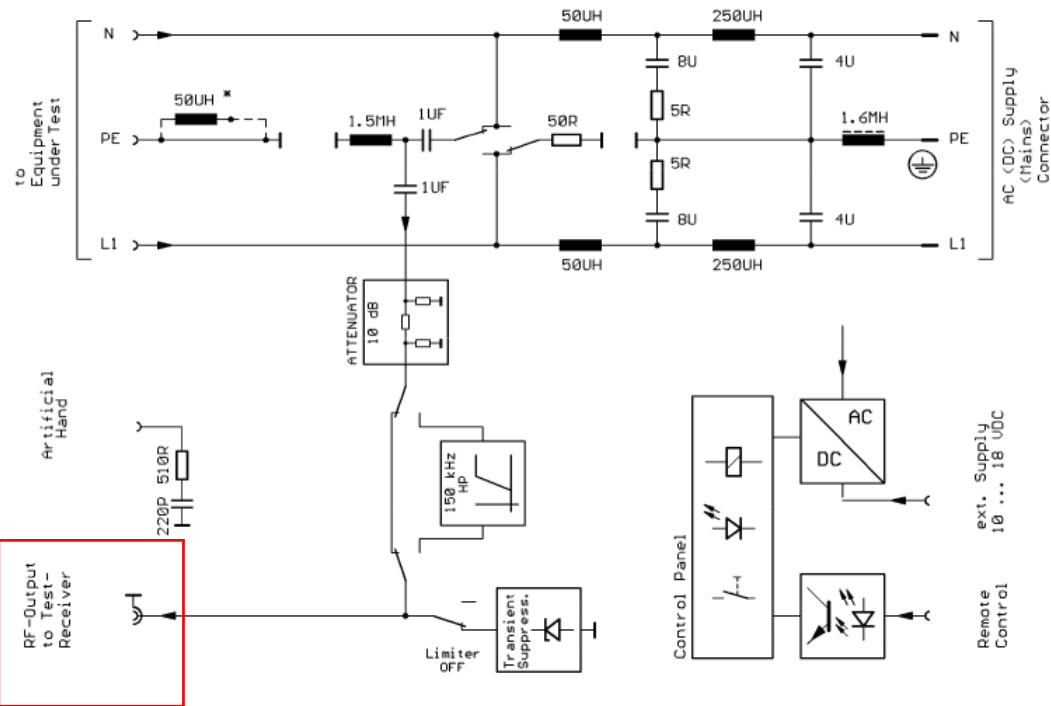 50UH
250UH
N
N
8U
4U
to
Equipment
under Test
50UH *
1.5MH
1UF
50R
5R
1.6MH
PE
PE
AC (DC) Supply
(Mains)
Connector
1UF
5R
8U
4U
L1
L1
50UH
250UH
ATTENUATOR
10 dB
Artificial
Hand
510R
220P
150 kHz
HP
AC
DC
ext. Supply
10 ... 18 VDC
Control Panel
RF-Output
to Test-
Receiver
Limiter
OFF
Transient
Suppress.
Remote
Control